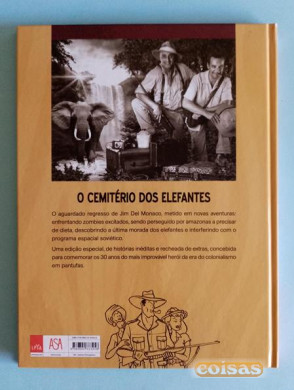 O CEMITÉRIO DOS ELEFANTES
O aguardado regresso de Jim Del Monaco, metido em novas aventuras:
enfrentando zombies excitados, sendo perseguido por amazonas a precisar
de dieta, descobrindo a última morada dos elefantes e interferindo com o
programa espacial soviético.
Uma edição especial, de histórias inéditas e recheada de extras, concebida
para comemorar os 30 anos do mais improvável herói da era do colonialismo
em pantufas.
ASA
coisas